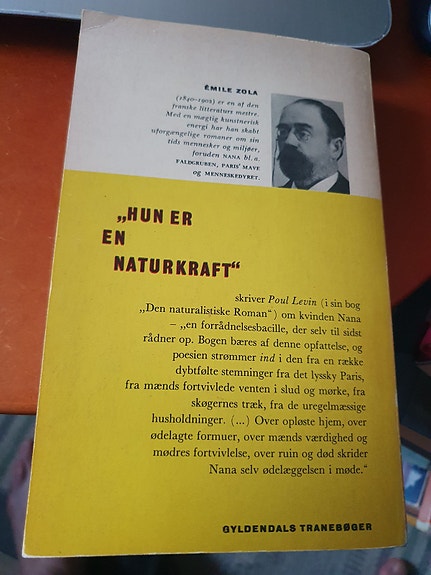 ÉMILE ZOLA
(1840-1902) er en af den
franske litteraturs mestre.
Med en mægtig kunstnerisk
energi har han skabt
uforgængelige romaner om sin
tids mennesker og miljøer,
foruden NANA bl. a.
FALDGRUBEN, PARIS' MAVE
og MENNESKEDYRET.
„HUN ER
EN
NATURKRAFT“
skriver Poul Levin (i sin bog
„Den naturalistiske Roman“) om kvinden Nana
– „en forrådnelsesbacille, der selv til sidst
rådner op. Bogen bæres af denne opfattelse, og
poesien strømmer ind i den fra en række
dybtfølte stemninger fra det lyssky Paris,
fra mænds fortvivlede venten i slud og mørke, fra
skøgernes træk, fra de uregelmæssige
husholdninger. (...) Over opløste hjem, over
ødelagte formuer, over mænds værdighed og
mødres fortvivlelse, over ruin og død skrider
Nana selv ødelæggelsen i møde.“
GYLDENDALS TRANEBØGER